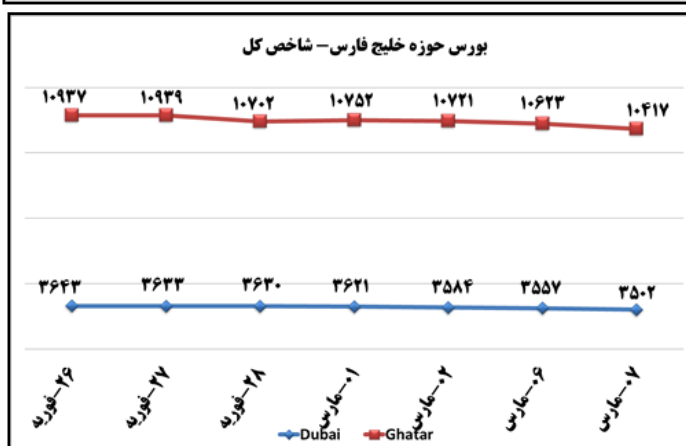 بورس حوزه خلیج فارس– شاخص کل
۱۰۹۳۷ ۱۰۹۳۹ ۱۰۷۰۲ ۱۰۷۵۲ ۱۰۷۲۱ ۱۰۶۲۳ ۱۰۴۱۷
۳۶۴۳ ۳۶۳۳ ۳۶۳۰ ۳۶۲۱ ۳۵۸۴ ۳۵۵۷ ۳۵۰۲
۲۶-فوریه ۲۷-فوریه ۲۸-فوریه ۰۱-مارس ۰۲-مارس ۰۶-مارس ۰۷-مارس
Dubai Ghatar